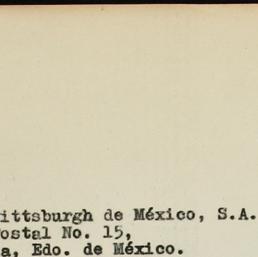 ittsburgh de México, S.A.
ostal No. 15,
a, Edo. de México.